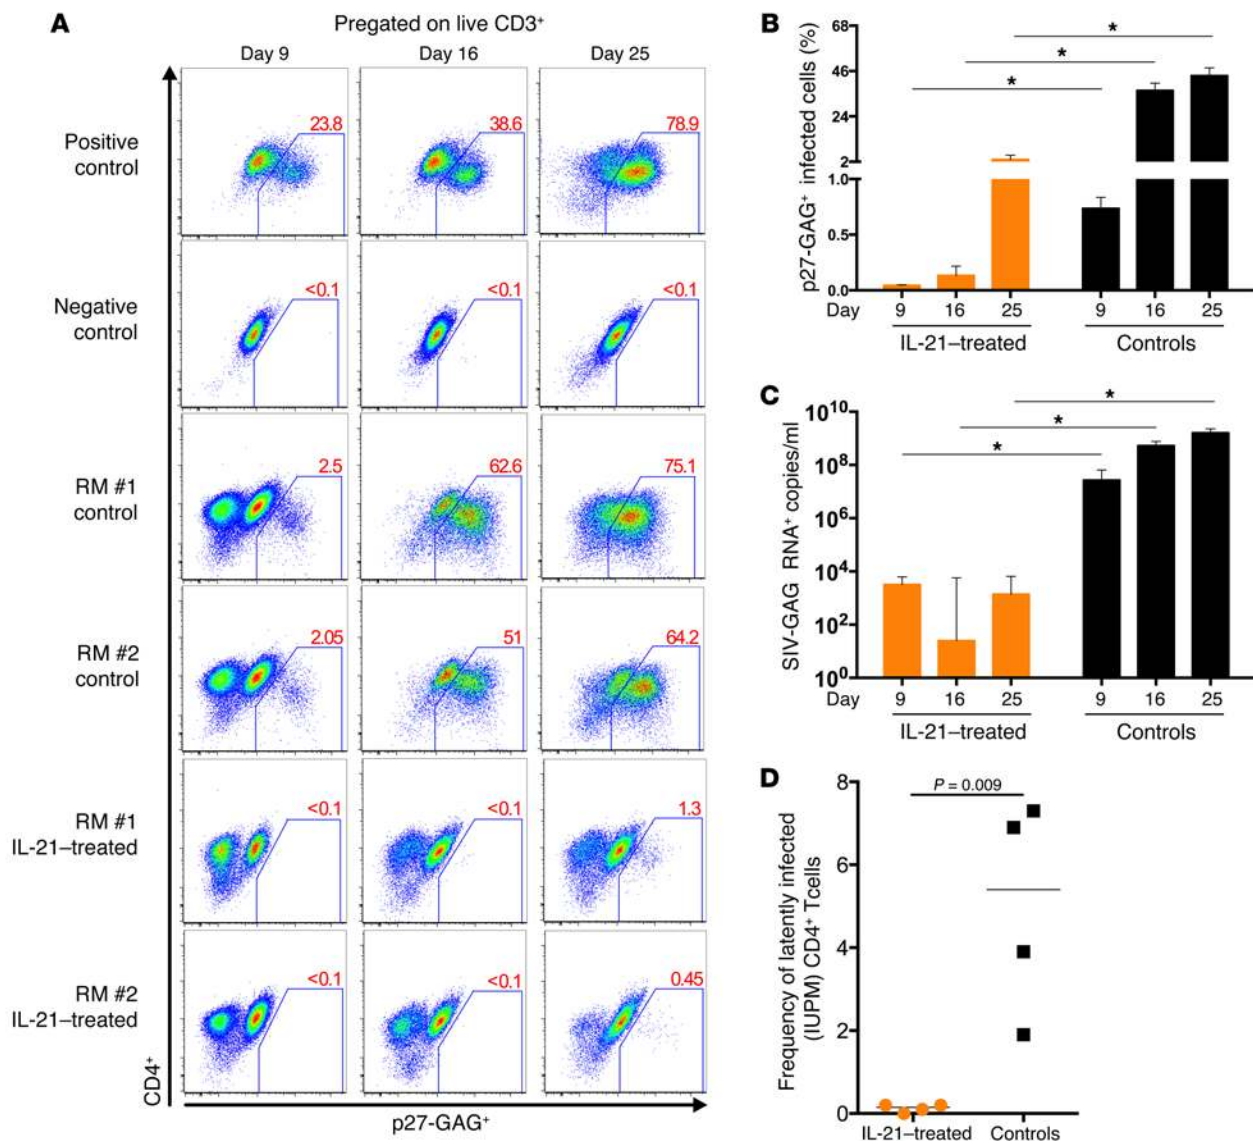 A
Pregated on live CD3⁺
Day 9
Day 16
Day 25
Positive
control
23.8
38.6
78.9
Negative
control
<0.1
<0.1
<0.1
RM #1
control
2.5
62.6
75.1
RM #2
control
2.05
51
64.2
RM #1
IL-21–treated
<0.1
<0.1
1.3
RM #2
IL-21–treated
<0.1
<0.1
0.45
CD4⁺
p27-GAG⁺
B
p27-GAG⁺ infected cells (%)
68
46
24
2
1.0
0.5
0.0
*
*
*
Day 9 16 25 9 16 25
IL-21–treated Controls
C
SIV-GAG RNA⁺ copies/ml
10¹⁰
10⁸
10⁶
10⁴
10²
10⁰
*
*
*
Day 9 16 25 9 16 25
IL-21–treated Controls
D
Frequency of latently infected
(IUPM) CD4⁺ Tcells
8
6
4
2
0
P = 0.009
IL-21–treated Controls